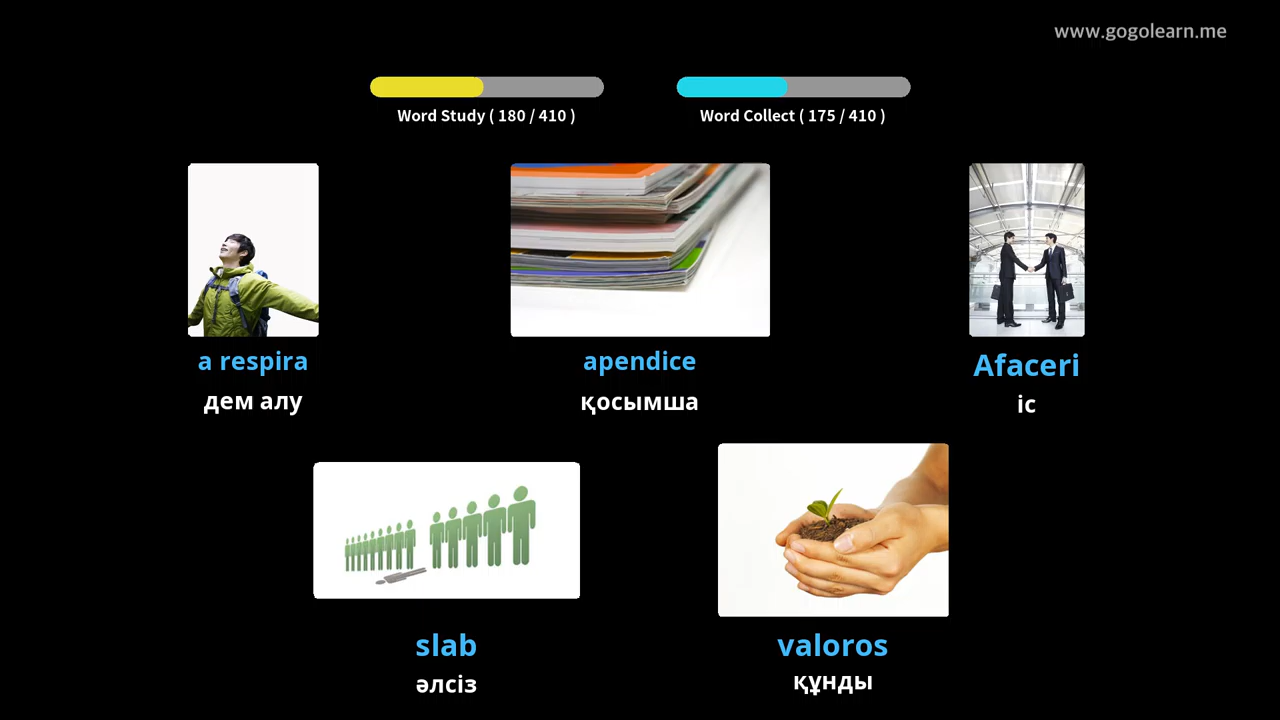 www.gogolearn.me
Word Study ( 180 / 410 )
Word Collect ( 175 / 410 )
a respira
дем алу
apendice
қосымша
Afaceri
іс
slab
әлсіз
valoros
құнды